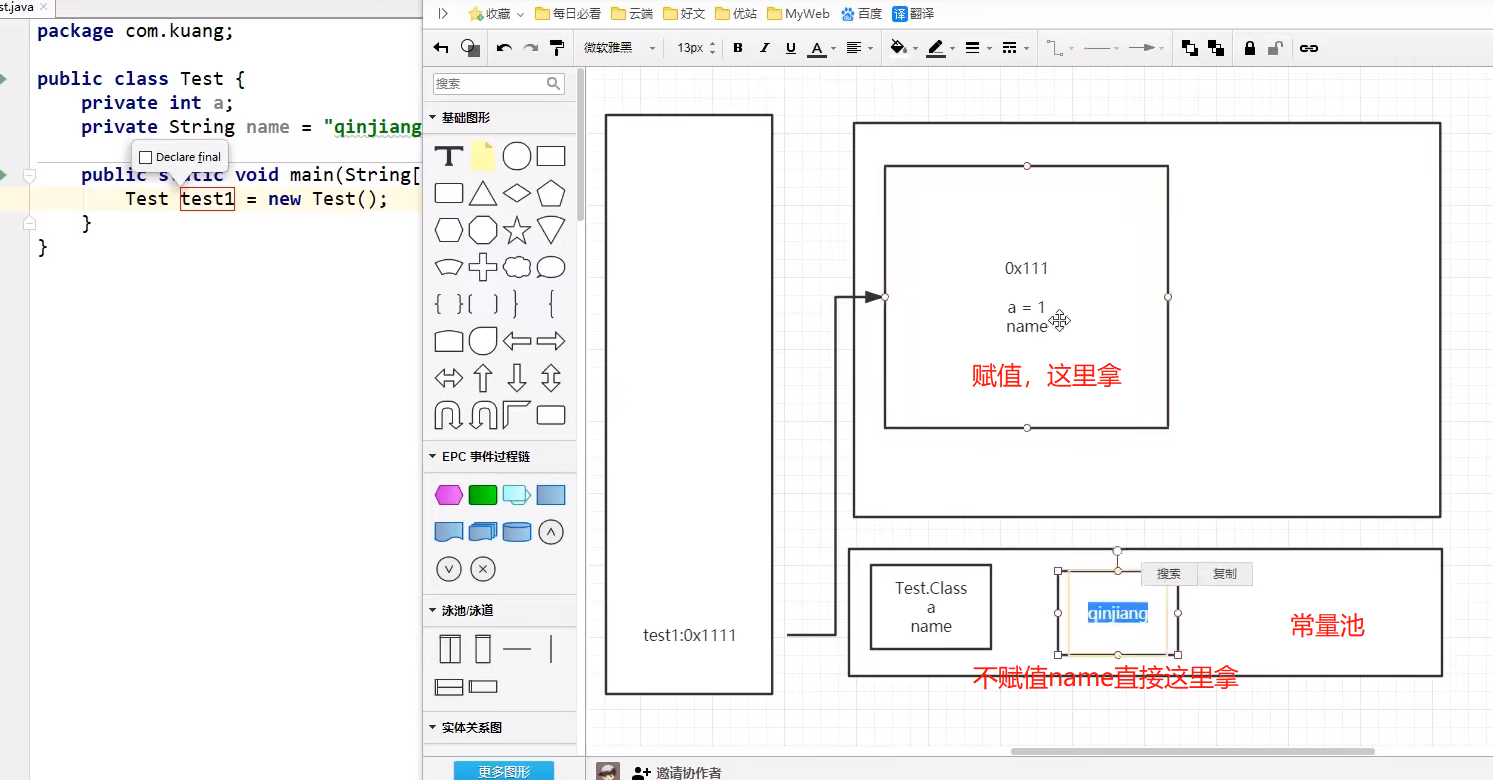 st.java
package com.kuang;
public class Test {
private int a;
private String name = "qinjiang
Declare final
public static void main(String[
Test test1 = new Test();
}
}
收藏 每日必看 云端 好文 优站 MyWeb 百度 译 翻译
微软雅黑 13px B I U A
搜索
基础图形
EPC 事件过程链
泳池/泳道
实体关系图
更多图形
0x111
a = 1
name
赋值，这里拿
test1:0x1111
Test.Class
a
name
qinjiang
搜索 复制
常量池
不赋值name直接这里拿
邀请协作者